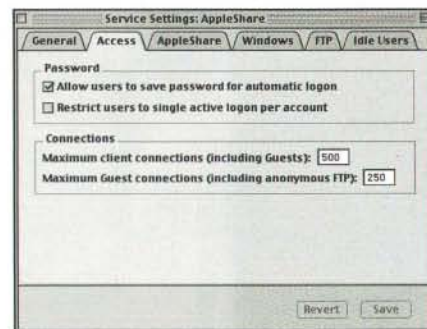 Service Settings: AppleShare
General Access AppleShare Windows FTP Idle Users
Password
Allow users to save password for automatic logon
Restrict users to single active logon per account
Connections
Maximum client connections (including Guests): 500
Maximum Guest connections (including anonymous FTP): 250
Revert Save